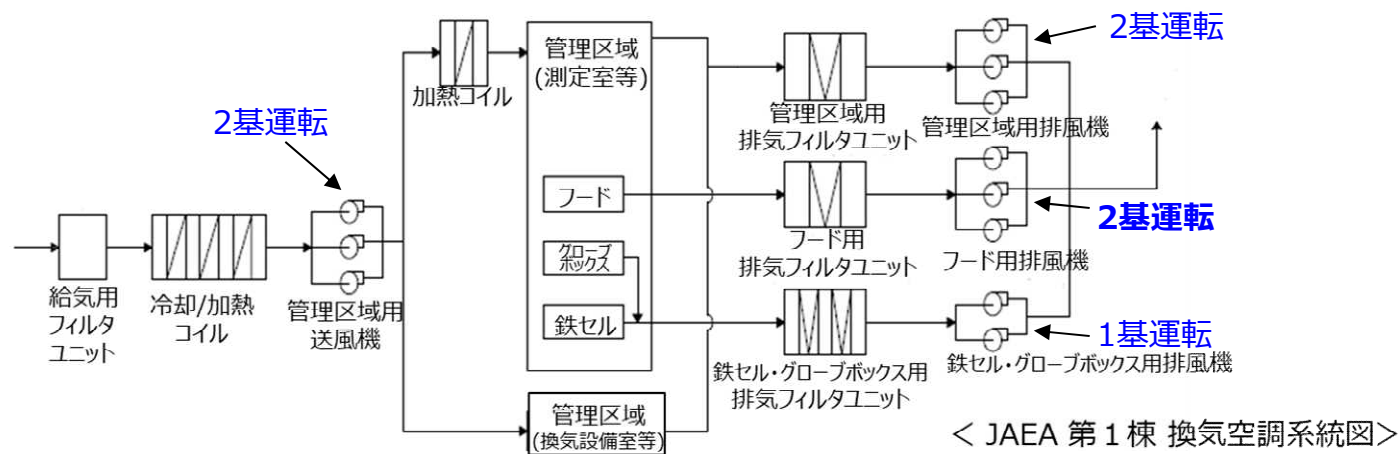 2基運転
加熱コイル
管理区域
(測定室等)
管理区域用
排気フィルタユニット
管理区域用排風機
2基運転
フード
フード用
排気フィルタユニット
フード用排風機
2基運転
グローブ
ボックス
鉄セル
給気用
フィルタ
ユニット
冷却/加熱
コイル
管理区域用
送風機
1基運転
鉄セル・グローブボックス用
排気フィルタユニット
鉄セル・グローブボックス用排風機
管理区域
(換気設備室等)
＜ JAEA 第１棟 換気空調系統図＞